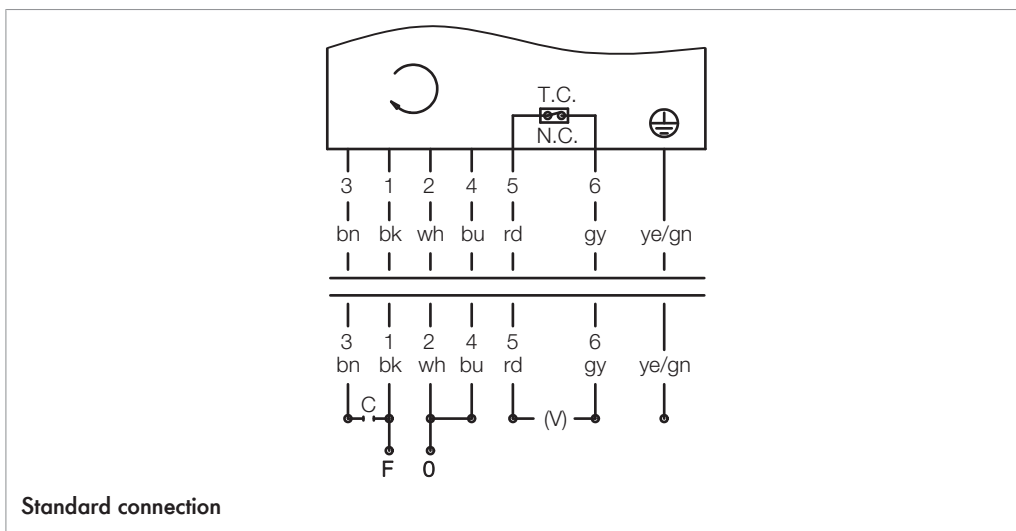 T.C.
N.C.
3 1 2 4 5 6
bn bk wh bu rd gy ye/gn
3 1 2 4 5 6
bn bk wh bu rd gy ye/gn
C (V)
F 0
Standard connection